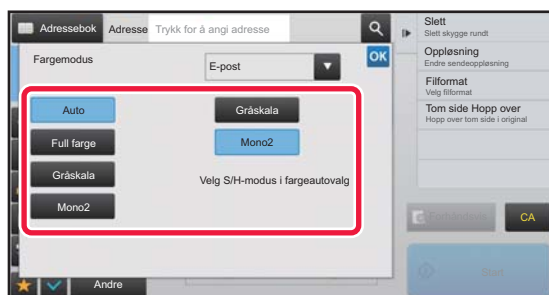 Adressebok Adresse Trykk for å angi adresse
Fargemodus
E-post
OK
Auto
Full farge
Gråskala
Mono2
Gråskala
Mono2
Velg S/H-modus i fargeautovalg
Andre
Slett
Slett skygge rundt
Oppløsning
Endre sendeoppløsning
Filformat
Velg filformat
Tom side Hopp over
Hopp over tom side i original
CA